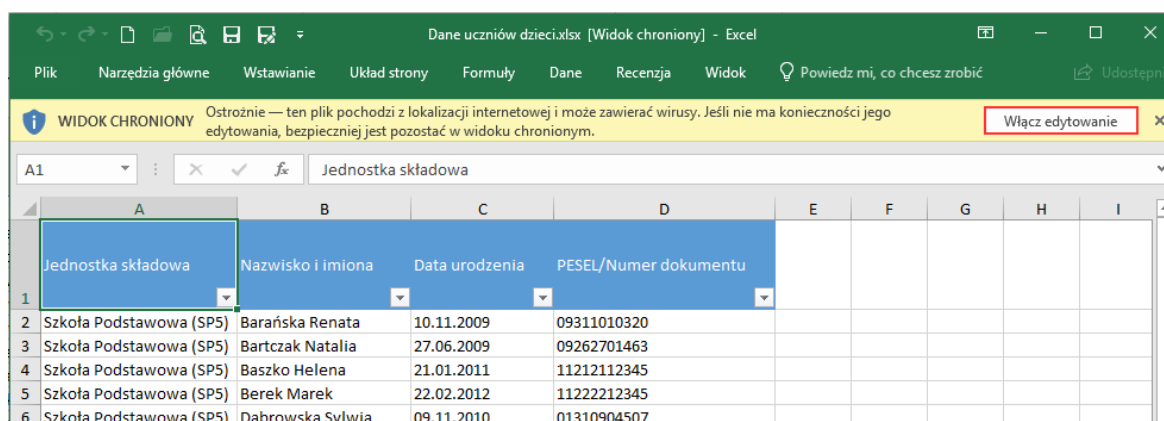 Dane uczniów dzieci.xlsx [Widok chroniony] - Excel
Plik Narzędzia główne Wstawianie Układ strony Formuły Dane Recenzja Widok Powiedz mi, co chcesz zrobić Udostępni
WIDOK CHRONIONY Ostrożnie — ten plik pochodzi z lokalizacji internetowej i może zawierać wirusy. Jeśli nie ma konieczności jego
edytowania, bezpieczniej jest pozostać w widoku chronionym.
Włącz edytowanie
A1 fx Jednostka składowa
A B C D E F G H I
1 Jednostka składowa Nazwisko i imiona Data urodzenia PESEL/Numer dokumentu
2 Szkoła Podstawowa (SP5) Barańska Renata 10.11.2009 09311010320
3 Szkoła Podstawowa (SP5) Bartczak Natalia 27.06.2009 09262701463
4 Szkoła Podstawowa (SP5) Baszko Helena 21.01.2011 11212112345
5 Szkoła Podstawowa (SP5) Berek Marek 22.02.2012 11222212345
6 Szkoła Podstawowa (SP5) Dąbrowska Sylwia 09.11.2010 01310904507